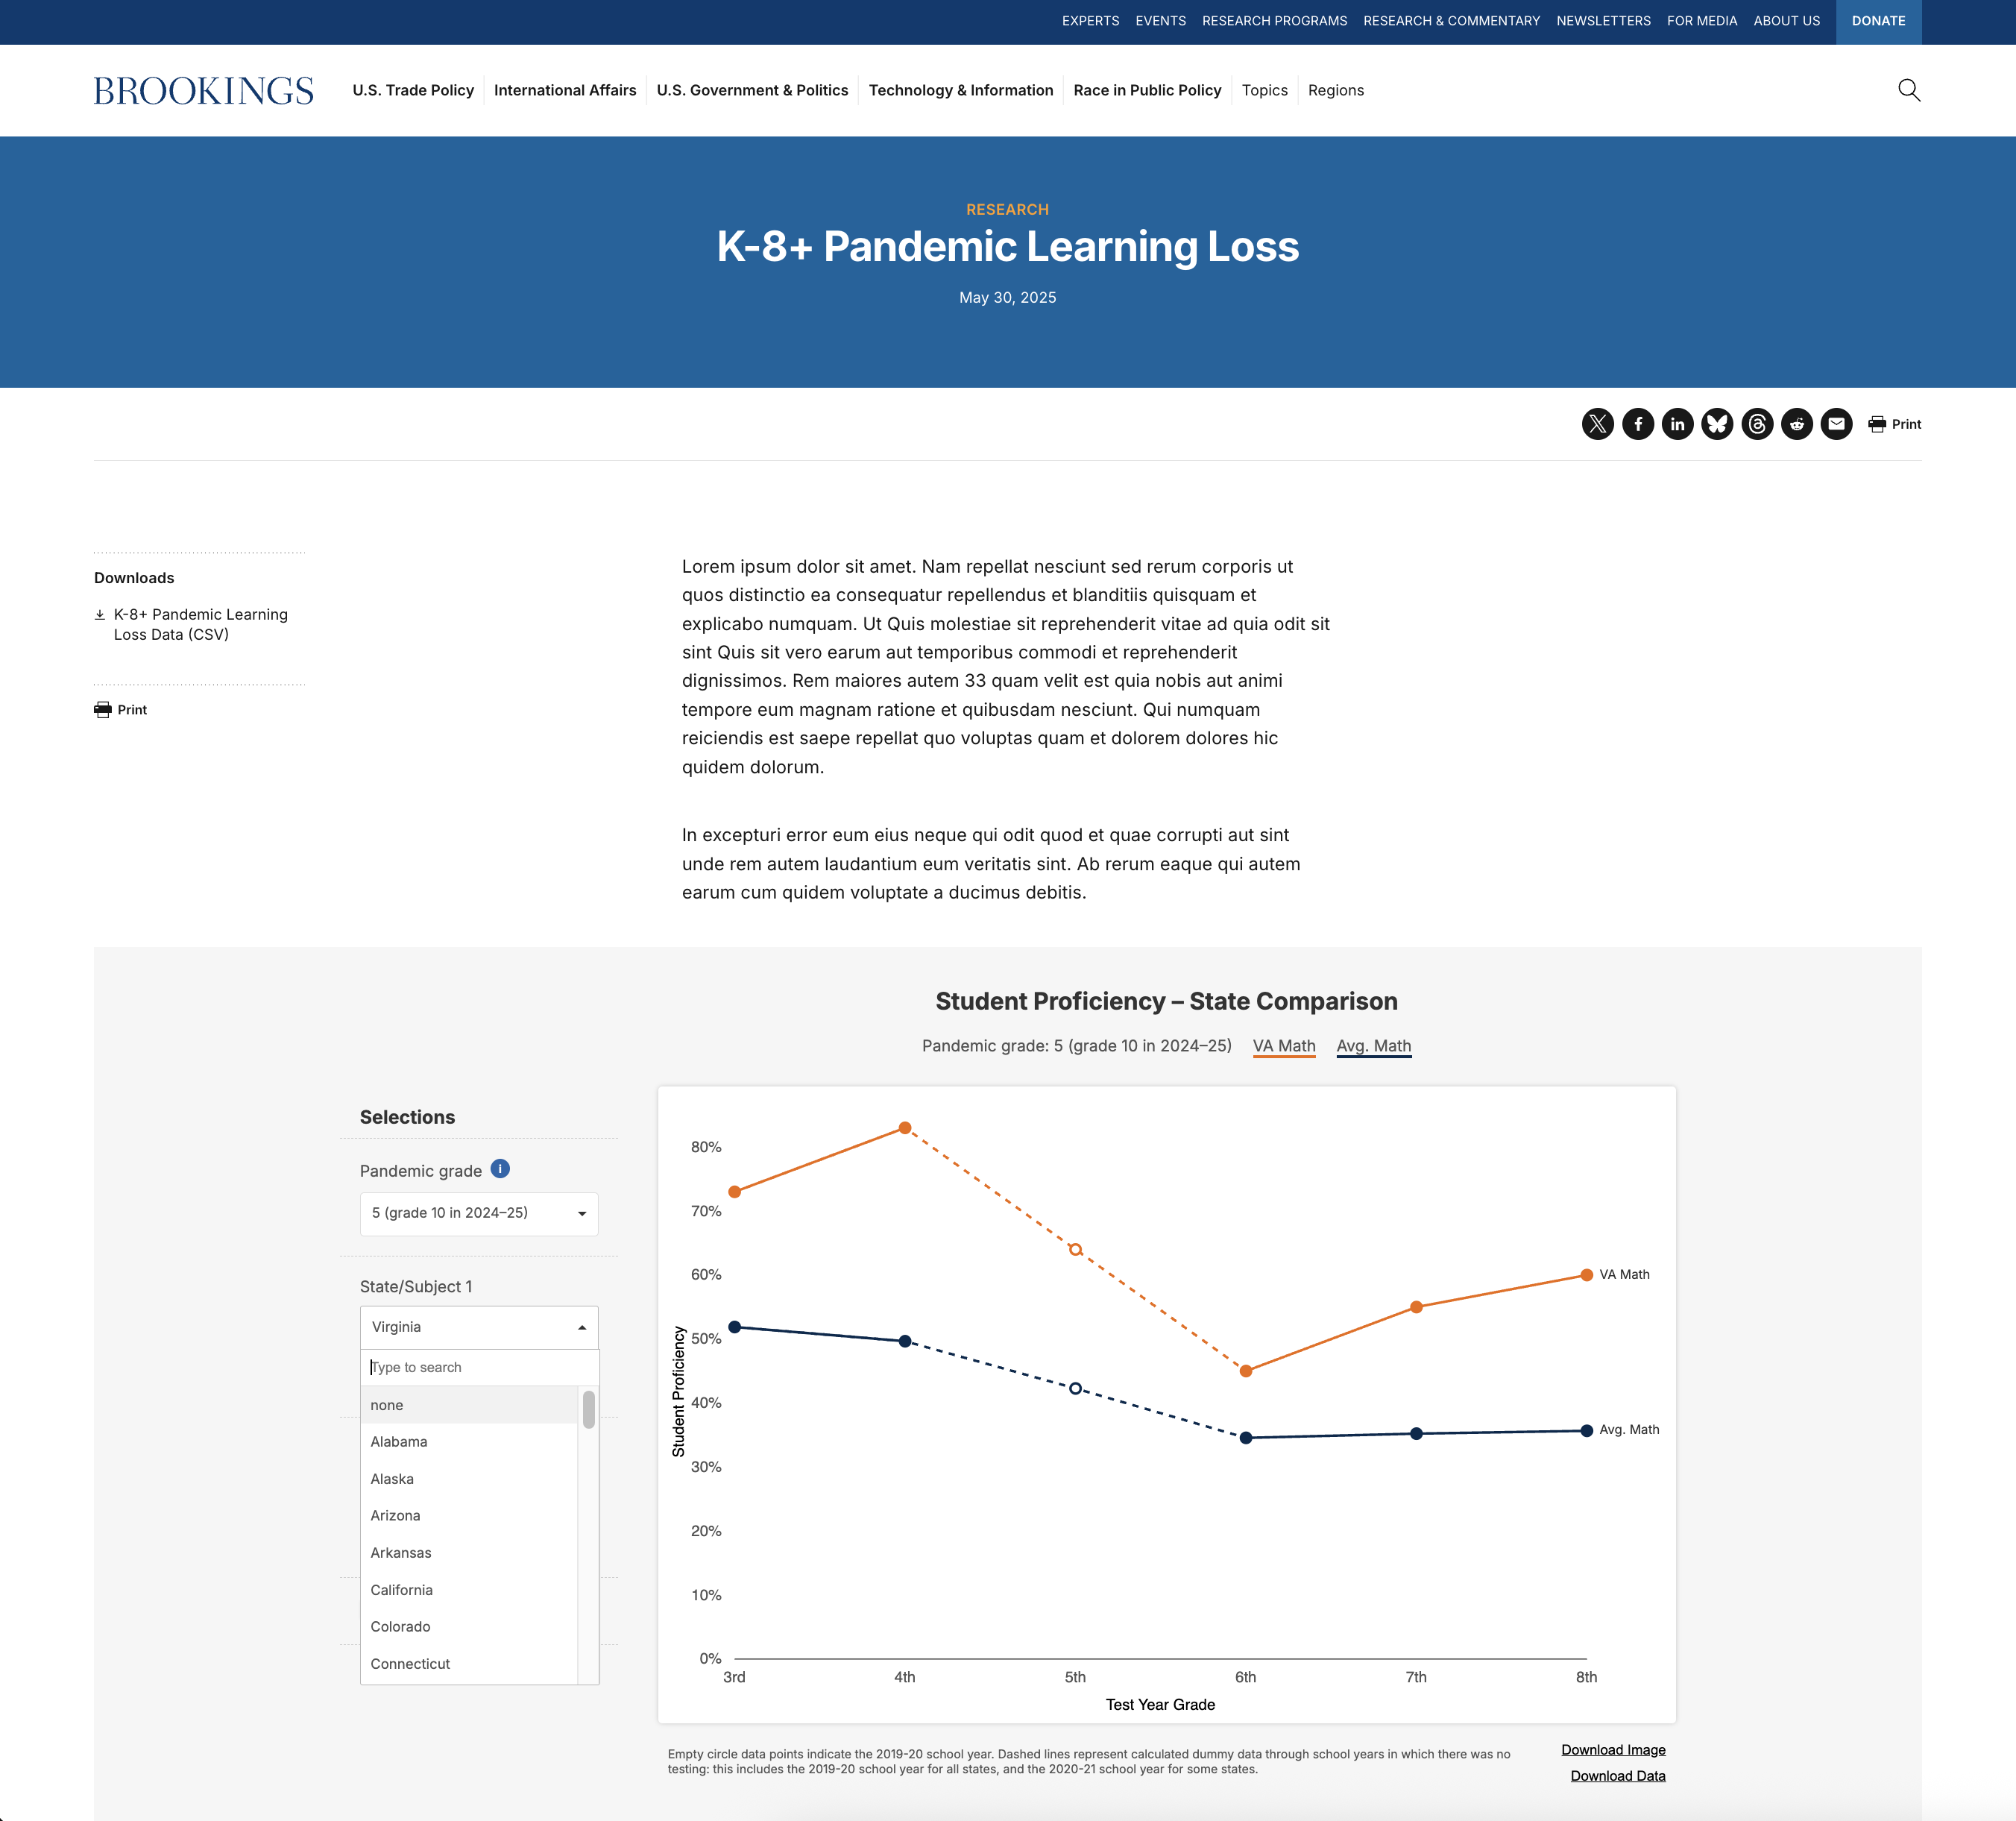 EXPERTS EVENTS RESEARCH PROGRAMS RESEARCH & COMMENTARY NEWSLETTERS FOR MEDIA ABOUT US DONATE
BROOKINGS
U.S. Trade Policy International Affairs U.S. Government & Politics Technology & Information Race in Public Policy Topics Regions
RESEARCH
K-8+ Pandemic Learning Loss
May 30, 2025
Print
Downloads
K-8+ Pandemic Learning
Loss Data (CSV)
Print
Lorem ipsum dolor sit amet. Nam repellat nesciunt sed rerum corporis ut
quos distinctio ea consequatur repellendus et blanditiis quisquam et
explicabo numquam. Ut Quis molestiae sit reprehenderit vitae ad quia odit sit
sint Quis sit vero earum aut temporibus commodi et reprehenderit
dignissimos. Rem maiores autem 33 quam velit est quia nobis aut animi
tempore eum magnam ratione et quibusdam nesciunt. Qui numquam
reiciendis est saepe repellat quo voluptas quam et dolorem dolores hic
quidem dolorum.
In excepturi error eum eius neque qui odit quod et quae corrupti aut sint
unde rem autem laudantium eum veritatis sint. Ab rerum eaque qui autem
earum cum quidem voluptate a ducimus debitis.
Student Proficiency – State Comparison
Pandemic grade: 5 (grade 10 in 2024–25) VA Math Avg. Math
Selections
Pandemic grade i
5 (grade 10 in 2024–25)
State/Subject 1
Virginia
Type to search
none
Alabama
Alaska
Arizona
Arkansas
California
Colorado
Connecticut
Student Proficiency
80%
70%
60%
50%
40%
30%
20%
10%
0%
VA Math
Avg. Math
3rd 4th 5th 6th 7th 8th
Test Year Grade
Empty circle data points indicate the 2019-20 school year. Dashed lines represent calculated dummy data through school years in which there was no
testing: this includes the 2019-20 school year for all states, and the 2020-21 school year for some states.
Download Image
Download Data